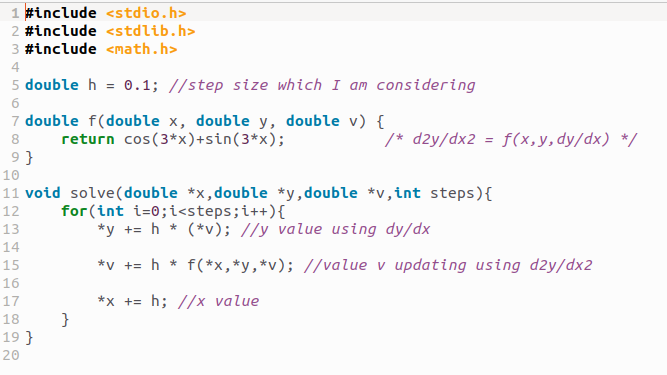 1 #include <stdio.h>
2 #include <stdlib.h>
3 #include <math.h>
4
5 double h = 0.1; //step size which I am considering
6
7 double f(double x, double y, double v) {
8     return cos(3*x)+sin(3*x);           /* d2y/dx2 = f(x,y,dy/dx) */
9 }
10
11 void solve(double *x,double *y,double *v,int steps){
12     for(int i=0;i<steps;i++){
13         *y += h * (*v); //y value using dy/dx
14
15         *v += h * f(*x,*y,*v); //value v updating using d2y/dx2
16
17         *x += h; //x value
18     }
19 }
20